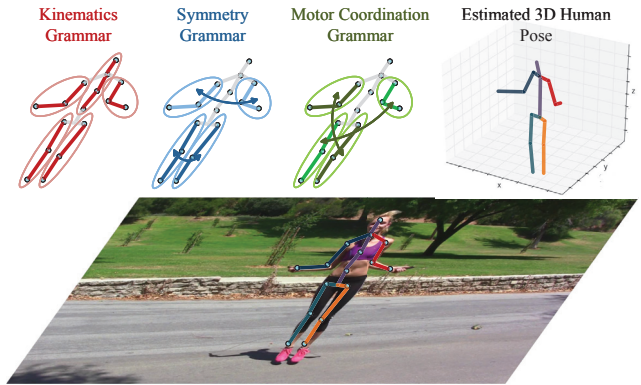 Kinematics
Grammar
Symmetry
Grammar
Motor Coordination
Grammar
Estimated 3D Human
Pose
z
y
x